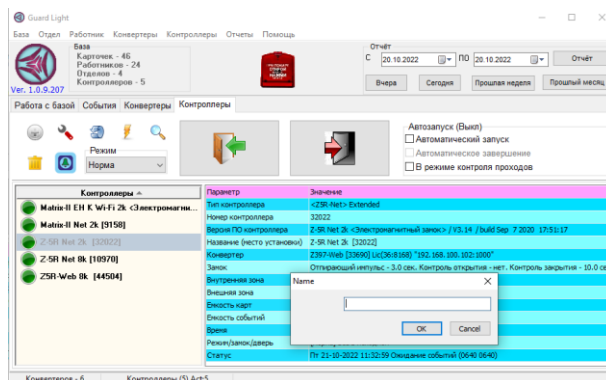 Guard Light
База Отдел Работник Конвертеры Контроллеры Отчеты Помощь
База
Карточек - 46
Работников - 24
Отделов - 4
Контроллеров - 5
Ver. 1.0.9.207
Отчёт
С 20.10.2022 ПО 20.10.2022 Отчёт
Вчера Сегодня Прошлая неделя Прошлый месяц
Работа с базой События Конвертеры Контроллеры
Режим
Норма
Автозапуск (Выкл)
Автоматический запуск
Автоматическое завершение
В режиме контроля проходов
Контроллеры
Matrix-II EH K Wi-Fi 2k <Электромагни...
Matrix-II Net 2k [9158]
Z-5R Net 2k [32022]
Z-5R Net 8k [10970]
Z5R-Web 8k [44504]
Параметр Значение
Тип контроллера <Z5R-Net> Extended
Номер контроллера 32022
Версия ПО контроллера Z-5R Net 2k <Электромагнитный замок> / V3.14 /build Sep 7 2020 17:51:17
Название (место установки) Z-5R Net 2k [32022]
Конвертер Z397-Web [33690] Lic[36:8168) "192.168.100.102:1000"
Замок Отпирающий импульс - 3.0 сек. Контроль открытия - нет. Контроль закрытия - 10.0 се
Внутренняя зона
Внешняя зона
Емкость карт
Емкость событий
Время
Режим/замок/дверь
Статус Пт 21-10-2022 11:32:59 Ожидание событий (0640 0640)
Name
OK Cancel
Конвертеров - 6 Контроллеры (5) Act:5